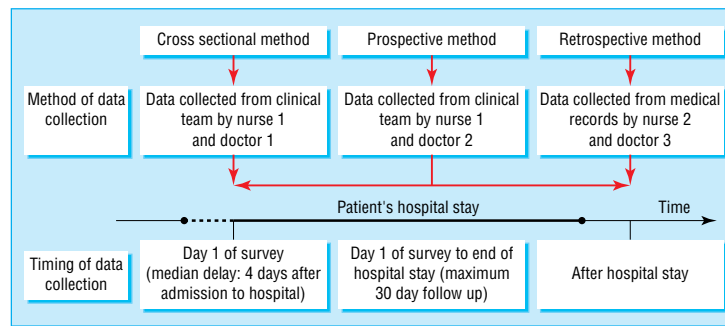 Cross sectional method
Prospective method
Retrospective method
Method of data
collection
Data collected from clinical
team by nurse 1
and doctor 1
Data collected from clinical
team by nurse 1
and doctor 2
Data collected from medical
records by nurse 2
and doctor 3
Patient's hospital stay
Time
Timing of data
collection
Day 1 of survey
(median delay: 4 days after
admission to hospital)
Day 1 of survey to end of
hospital stay (maximum
30 day follow up)
After hospital stay